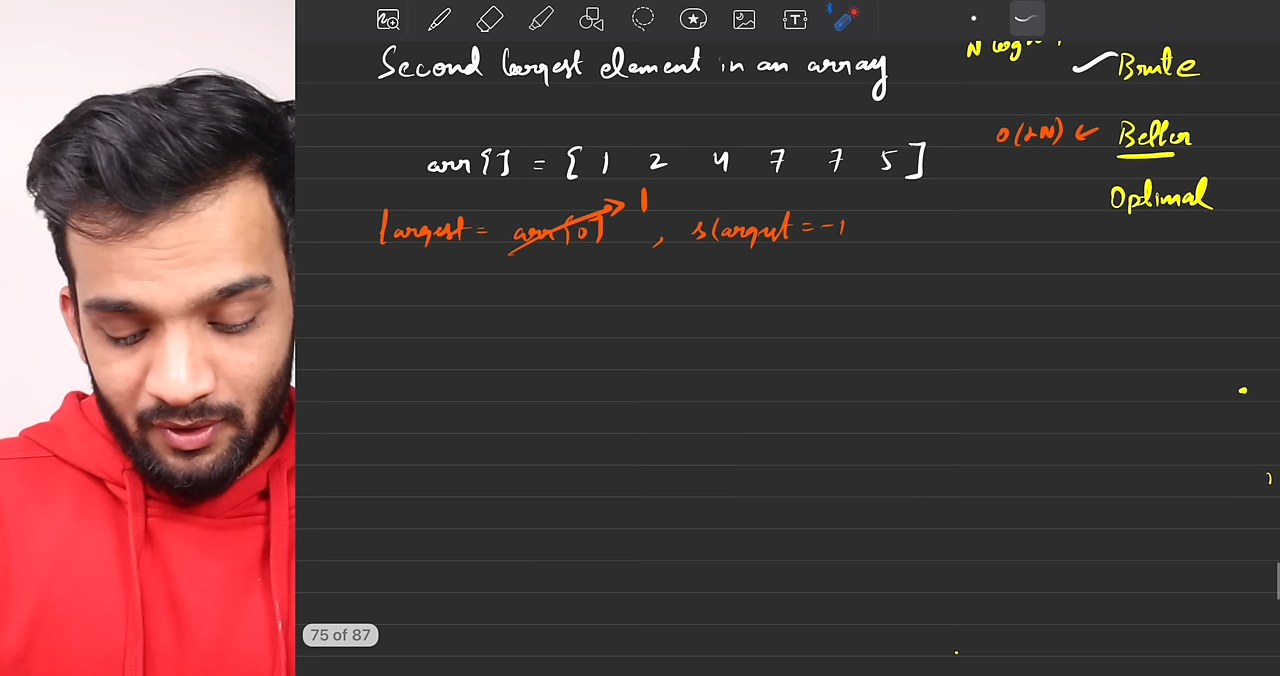 Second largest element in an array
N log N
Brute
arr[] = [ 1 2 4 7 7 5 ]
O(2N) ← Better
Optimal
largest = arr[0] → 1 , slargest = -1
75 of 87